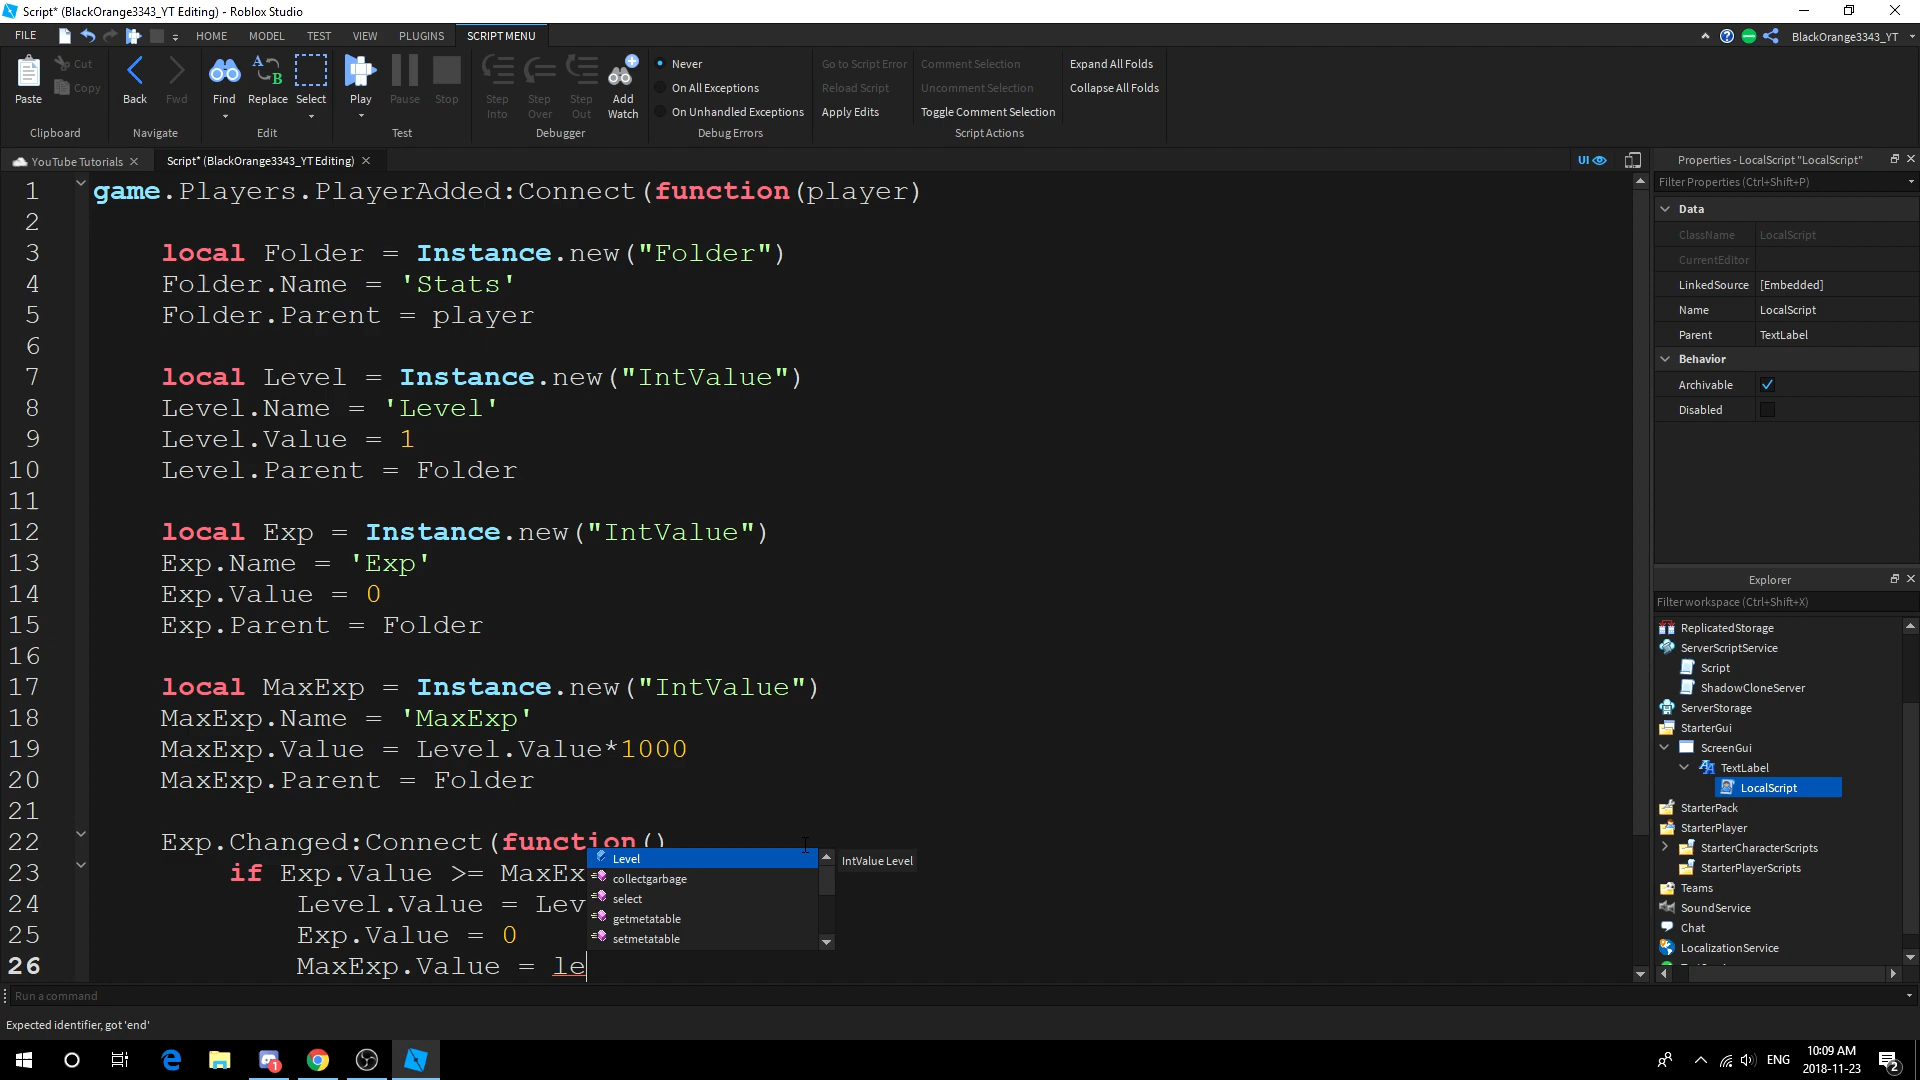 Script* (BlackOrange3343_YT Editing) - Roblox Studio
FILE HOME MODEL TEST VIEW PLUGINS SCRIPT MENU BlackOrange3343_YT
Paste Cut Copy Clipboard
Back Fwd Navigate
Find Replace Select Edit
Play Pause Stop Test
Step Into Step Over Step Out Add Watch Debugger
Never
On All Exceptions
On Unhandled Exceptions
Debug Errors
Go to Script Error Comment Selection Expand All Folds
Reload Script Uncomment Selection Collapse All Folds
Apply Edits Toggle Comment Selection
Script Actions
YouTube Tutorials Script* (BlackOrange3343_YT Editing) UI
1 game.Players.PlayerAdded:Connect(function(player)
2
3 local Folder = Instance.new("Folder")
4 Folder.Name = 'Stats'
5 Folder.Parent = player
6
7 local Level = Instance.new("IntValue")
8 Level.Name = 'Level'
9 Level.Value = 1
10 Level.Parent = Folder
11
12 local Exp = Instance.new("IntValue")
13 Exp.Name = 'Exp'
14 Exp.Value = 0
15 Exp.Parent = Folder
16
17 local MaxExp = Instance.new("IntValue")
18 MaxExp.Name = 'MaxExp'
19 MaxExp.Value = Level.Value*1000
20 MaxExp.Parent = Folder
21
22 Exp.Changed:Connect(function()
23 if Exp.Value >= MaxEx
24 Level.Value = Lev
25 Exp.Value = 0
26 MaxExp.Value = le
Level
collectgarbage
select
getmetatable
setmetatable
IntValue Level
Run a command
Expected identifier, got 'end'
Properties - LocalScript "LocalScript"
Filter Properties (Ctrl+Shift+P)
Data
ClassName LocalScript
CurrentEditor
LinkedSource [Embedded]
Name LocalScript
Parent TextLabel
Behavior
Archivable
Disabled
Explorer
Filter workspace (Ctrl+Shift+X)
ReplicatedStorage
ServerScriptService
Script
ShadowCloneServer
ServerStorage
StarterGui
ScreenGui
TextLabel
LocalScript
StarterPack
StarterPlayer
StarterCharacterScripts
StarterPlayerScripts
Teams
SoundService
Chat
LocalizationService
1
ENG
10:09 AM
2018-11-23
2